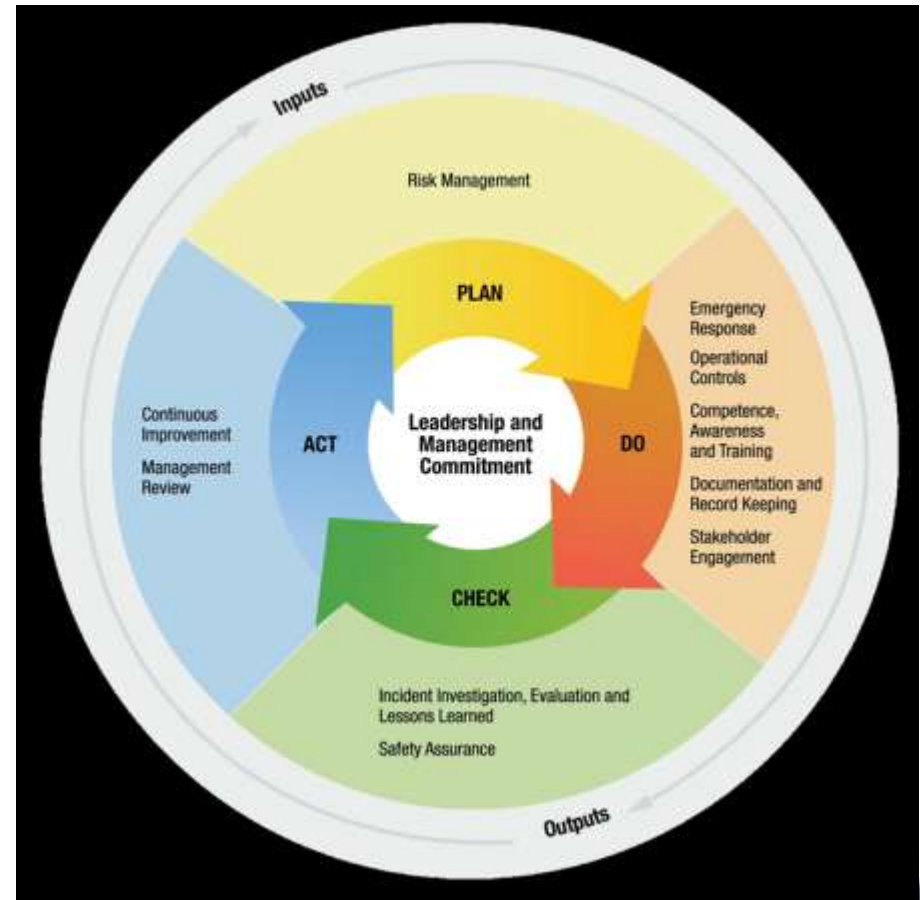 Inputs
Risk Management
PLAN
Emergency
Response
Operational
Controls
Competence,
Awareness
and Training
Documentation and
Record Keeping
Stakeholder
Engagement
DO
Leadership and
Management
Commitment
ACT
Continuous
Improvement
Management
Review
CHECK
Incident Investigation, Evaluation and
Lessons Learned
Safety Assurance
Outputs